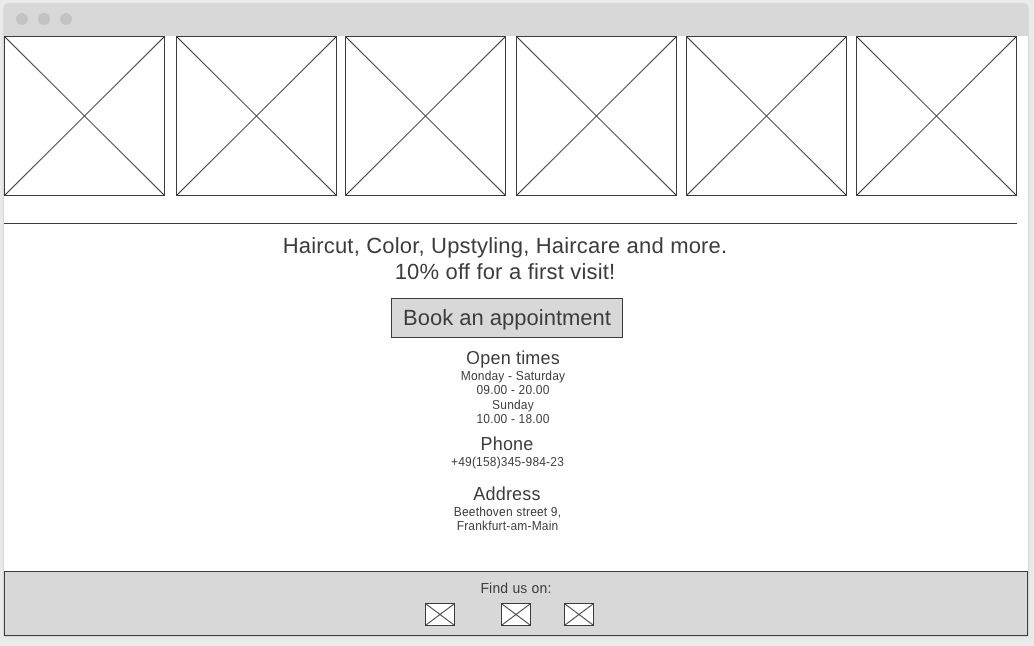 Haircut, Color, Upstyling, Haircare and more.
10% off for a first visit!
Book an appointment
Open times
Monday - Saturday
09.00 - 20.00
Sunday
10.00 - 18.00
Phone
+49(158)345-984-23
Address
Beethoven street 9,
Frankfurt-am-Main
Find us on: